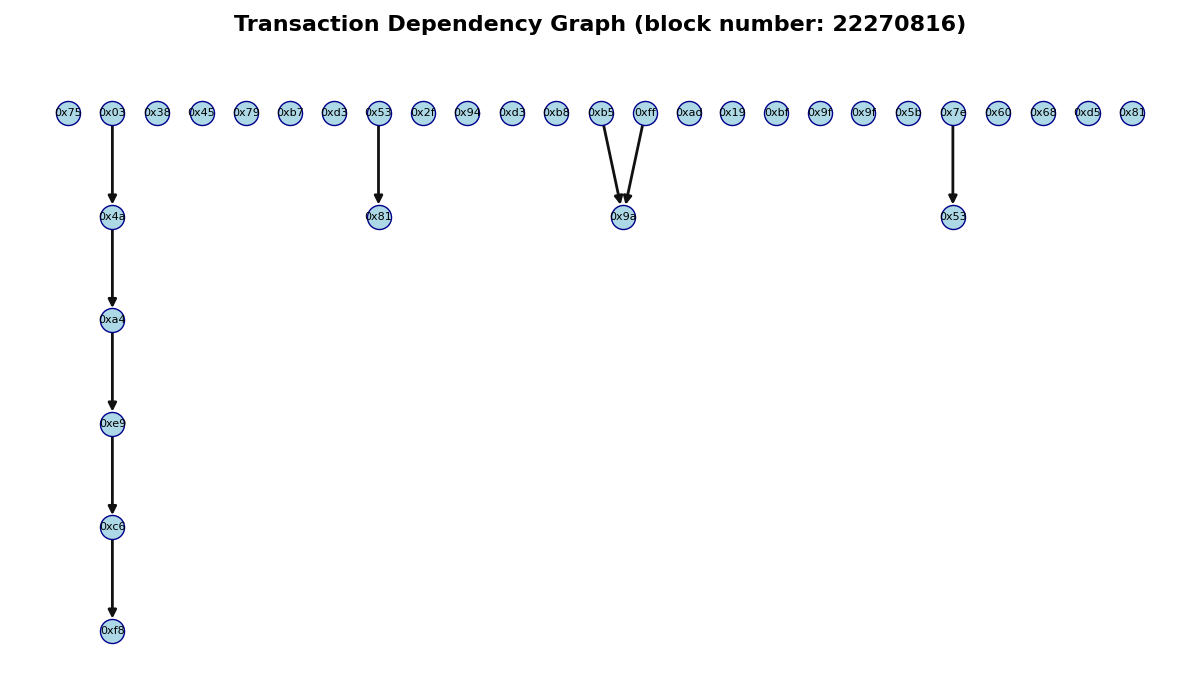 Transaction Dependency Graph (block number: 22270816)
0x75 0x03 0x38 0x45 0x79 0xb7 0xd3 0x53 0x2f 0x94 0xd3 0xb8 0xb5 0xff 0xad 0x19 0xbf 0x9f 0x9f 0x5b 0x7e 0x60 0x68 0xd5 0x81
0x4a 0x81 0x9a 0x53
0xa4
0xe9
0xc6
0xf8